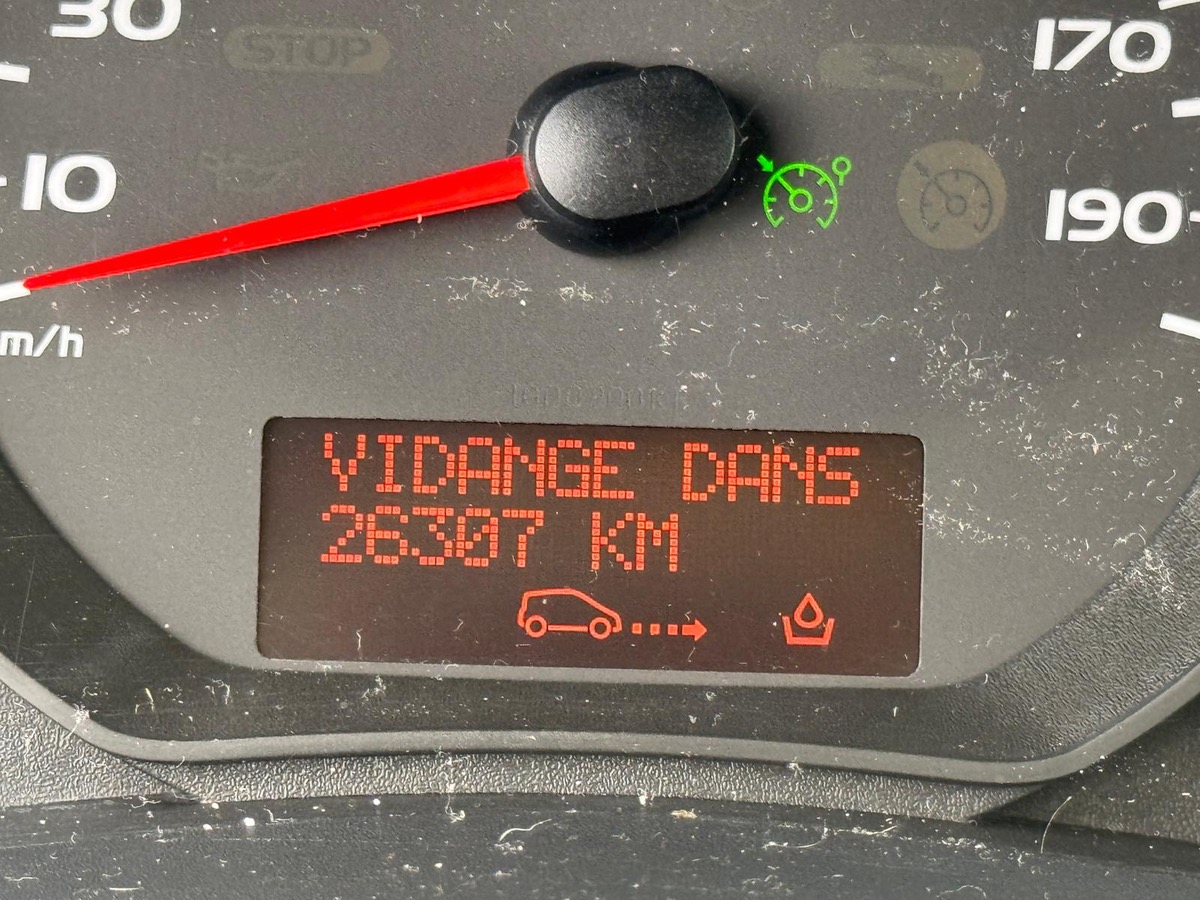 30
STOP
170
10
190
m/h
VIDANGE DANS
26307 KM